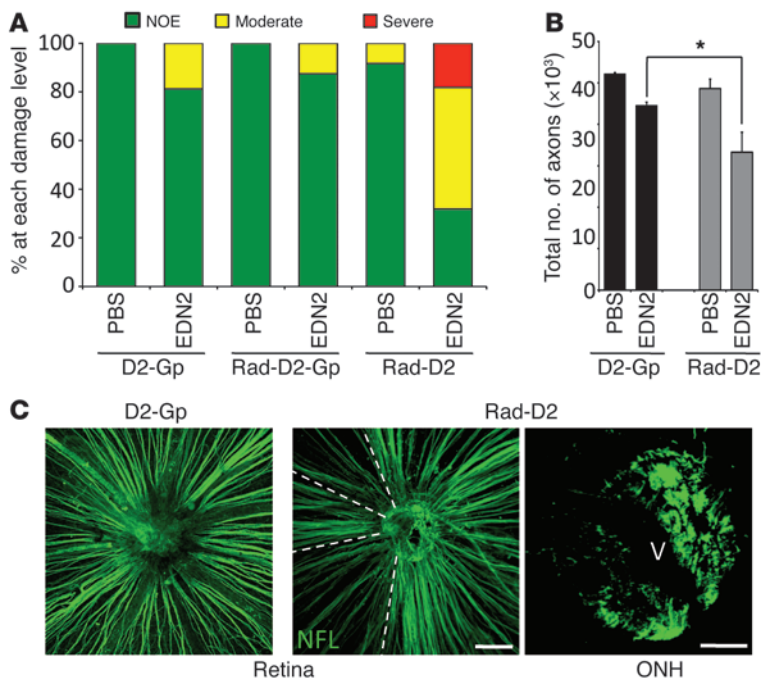 A
NOE Moderate Severe
% at each damage level
100
80
60
40
20
0
PBS EDN2 PBS EDN2 PBS EDN2
D2-Gp Rad-D2-Gp Rad-D2
B
*
Total no. of axons (×10³)
50
40
30
20
10
0
PBS EDN2 PBS EDN2
D2-Gp Rad-D2
C
D2-Gp Rad-D2
NFL
V
Retina ONH